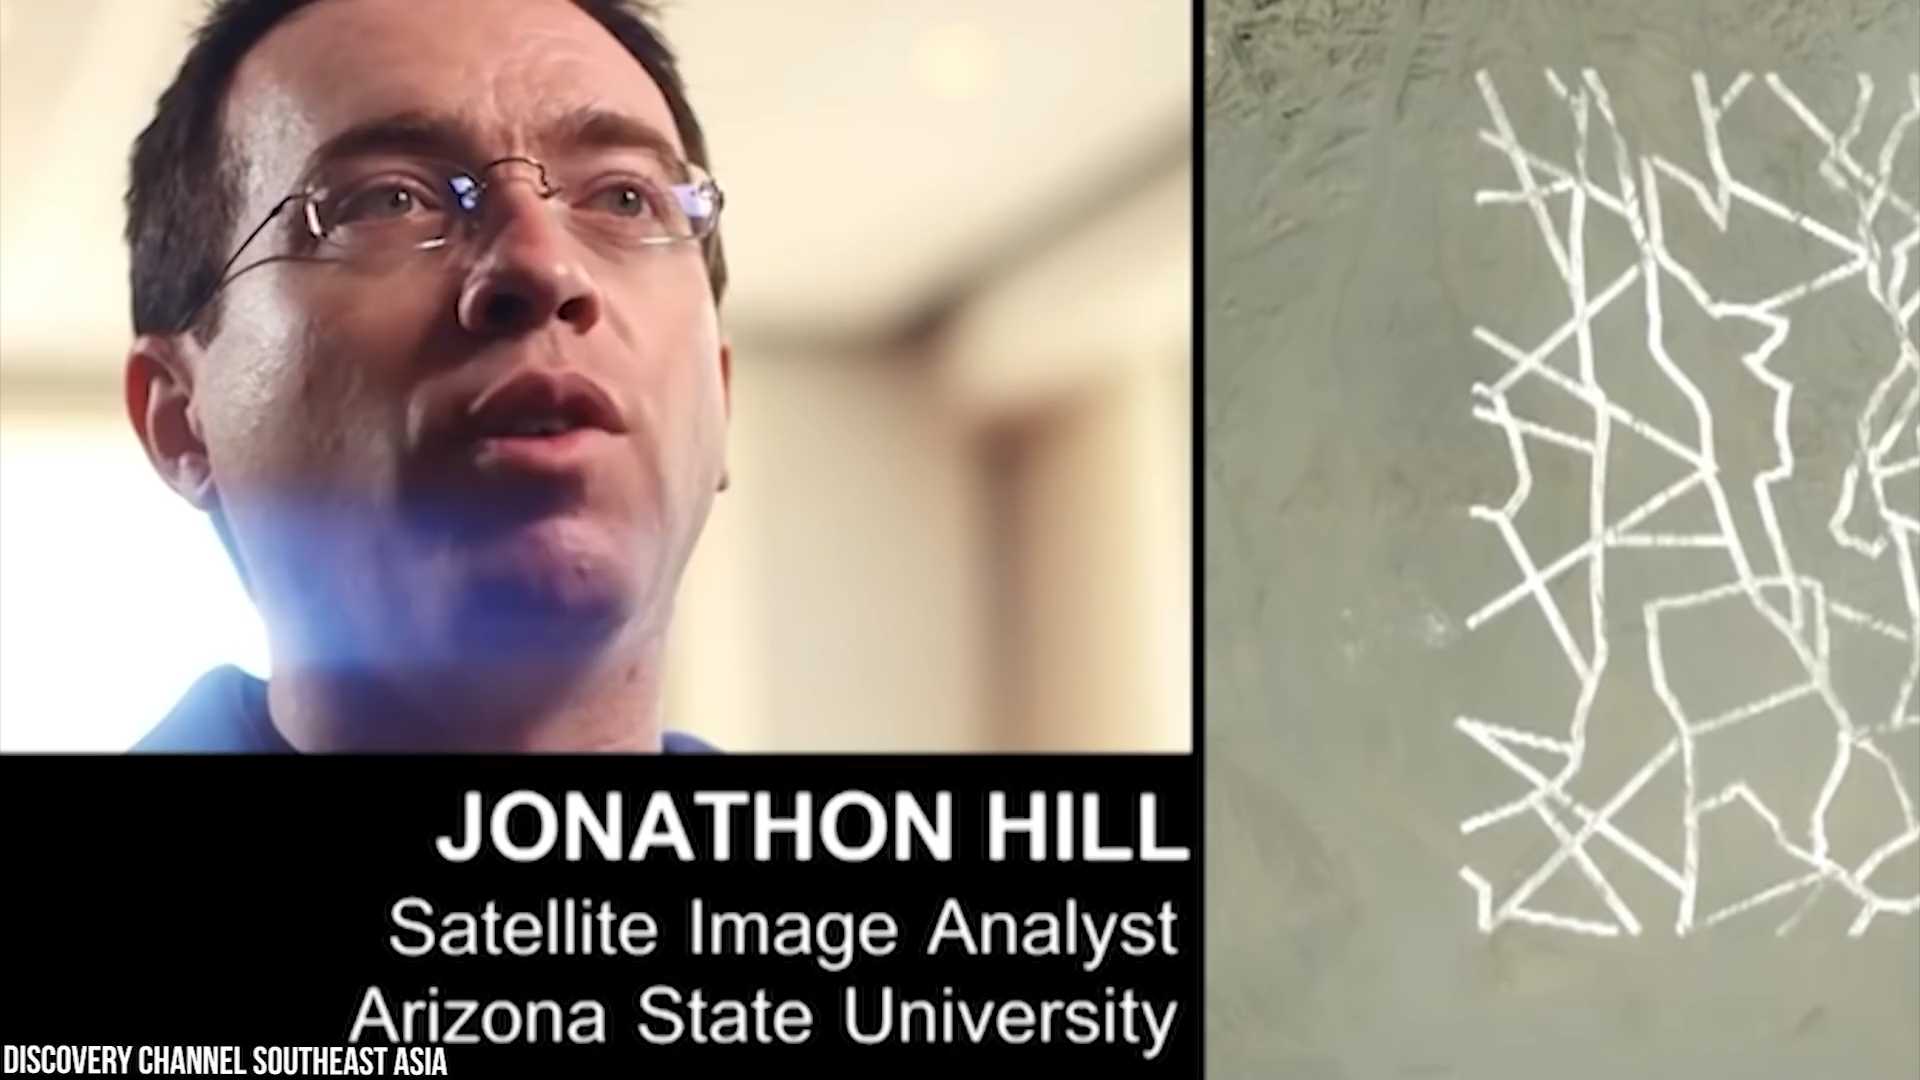 JONATHON HILL
Satellite Image Analyst
Arizona State University
DISCOVERY CHANNEL SOUTHEAST ASIA